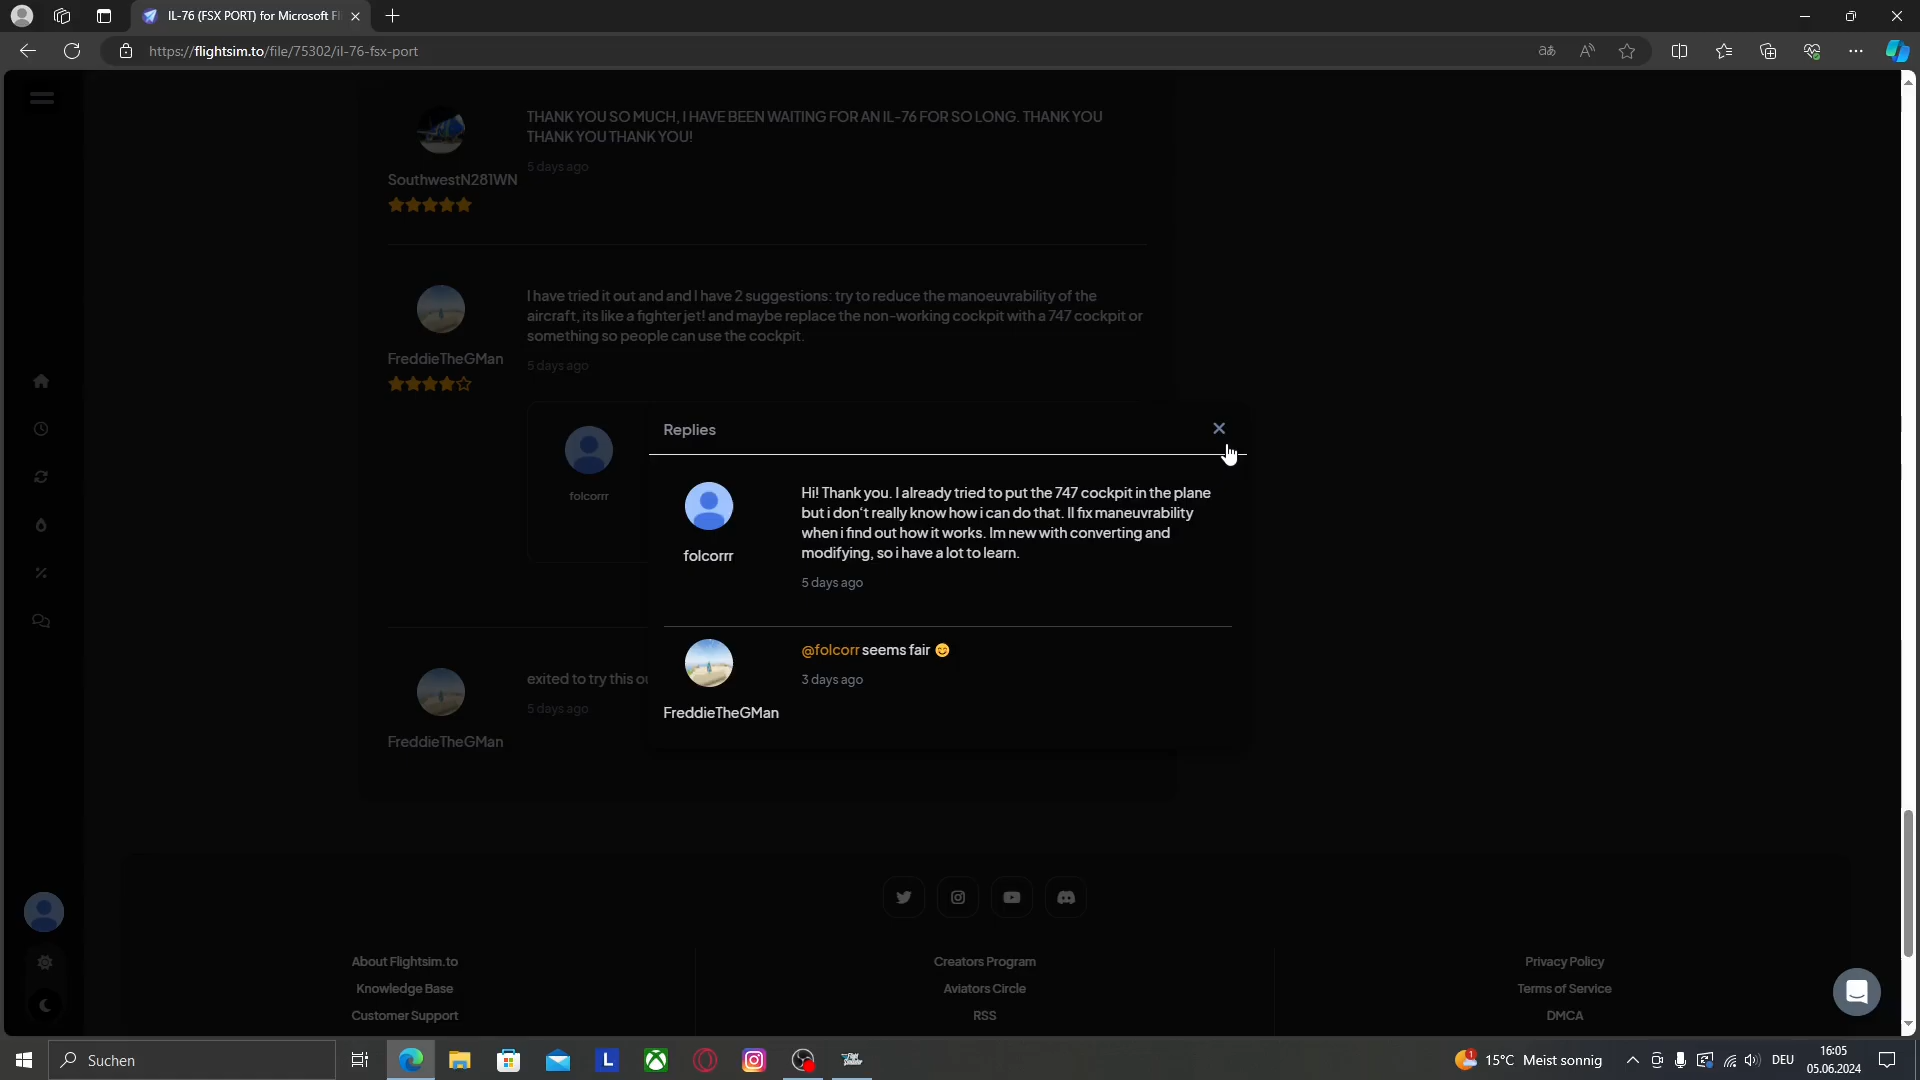 IL-76 (FSX PORT) for Microsoft Fl
https://flightsim.to/file/75302/il-76-fsx-port
THANK YOU SO MUCH, I HAVE BEEN WAITING FOR AN IL-76 FOR SO LONG. THANK YOU
THANK YOU THANK YOU!
5 days ago
SouthwestN281WN
I have tried it out and and I have 2 suggestions: try to reduce the manoeuvrability of the
aircraft, its like a fighter jet! and maybe replace the non-working cockpit with a 747 cockpit or
something so people can use the cockpit.
5 days ago
FreddieTheGMan
folcorrr
Replies
Hi! Thank you. I already tried to put the 747 cockpit in the plane
but i don't really know how i can do that. Il fix maneuvrability
when i find out how it works. Im new with converting and
modifying, so i have a lot to learn.
folcorrr
5 days ago
@folcorr seems fair 😊
3 days ago
FreddieTheGMan
exited to try this ou
5 days ago
FreddieTheGMan
About Flightsim.to
Knowledge Base
Customer Support
Creators Program
Aviators Circle
RSS
Privacy Policy
Terms of Service
DMCA
Suchen
L
1
15°C Meist sonnig
DEU
16:05
05.06.2024